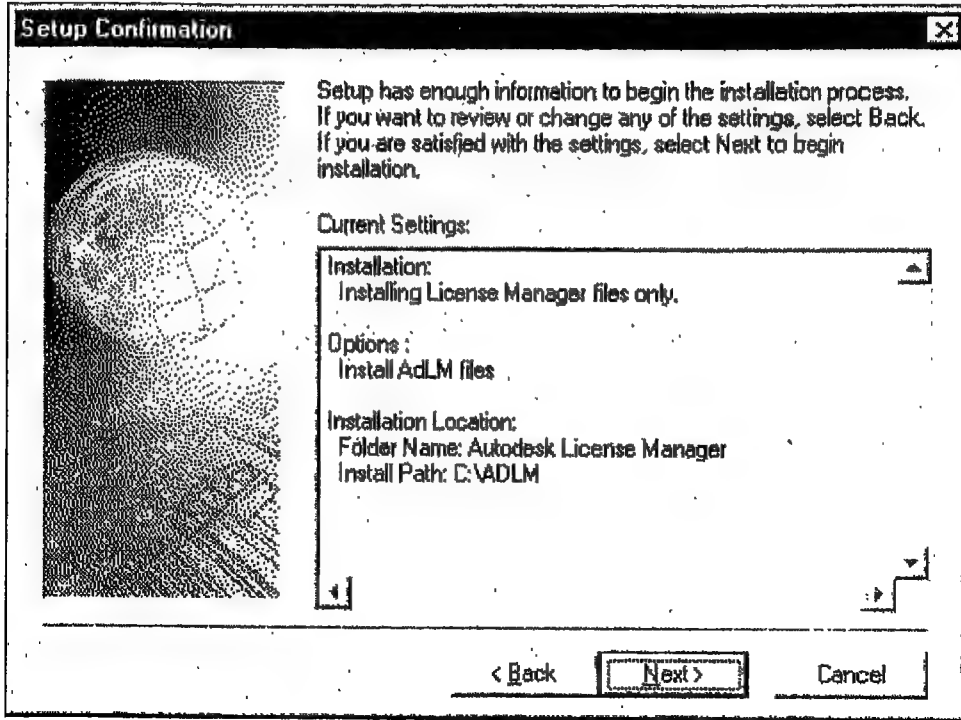 Setup Confirmation
Setup has enough information to begin the installation process.
If you want to review or change any of the settings, select Back.
If you are satisfied with the settings, select Next to begin
installation.
Current Settings:
Installation:
Installing License Manager files only.
Options :
Install AdLM files
Installation Location:
Folder Name: Autodesk License Manager
Install Path: C:\ADLM
< Back
Next >
Cancel